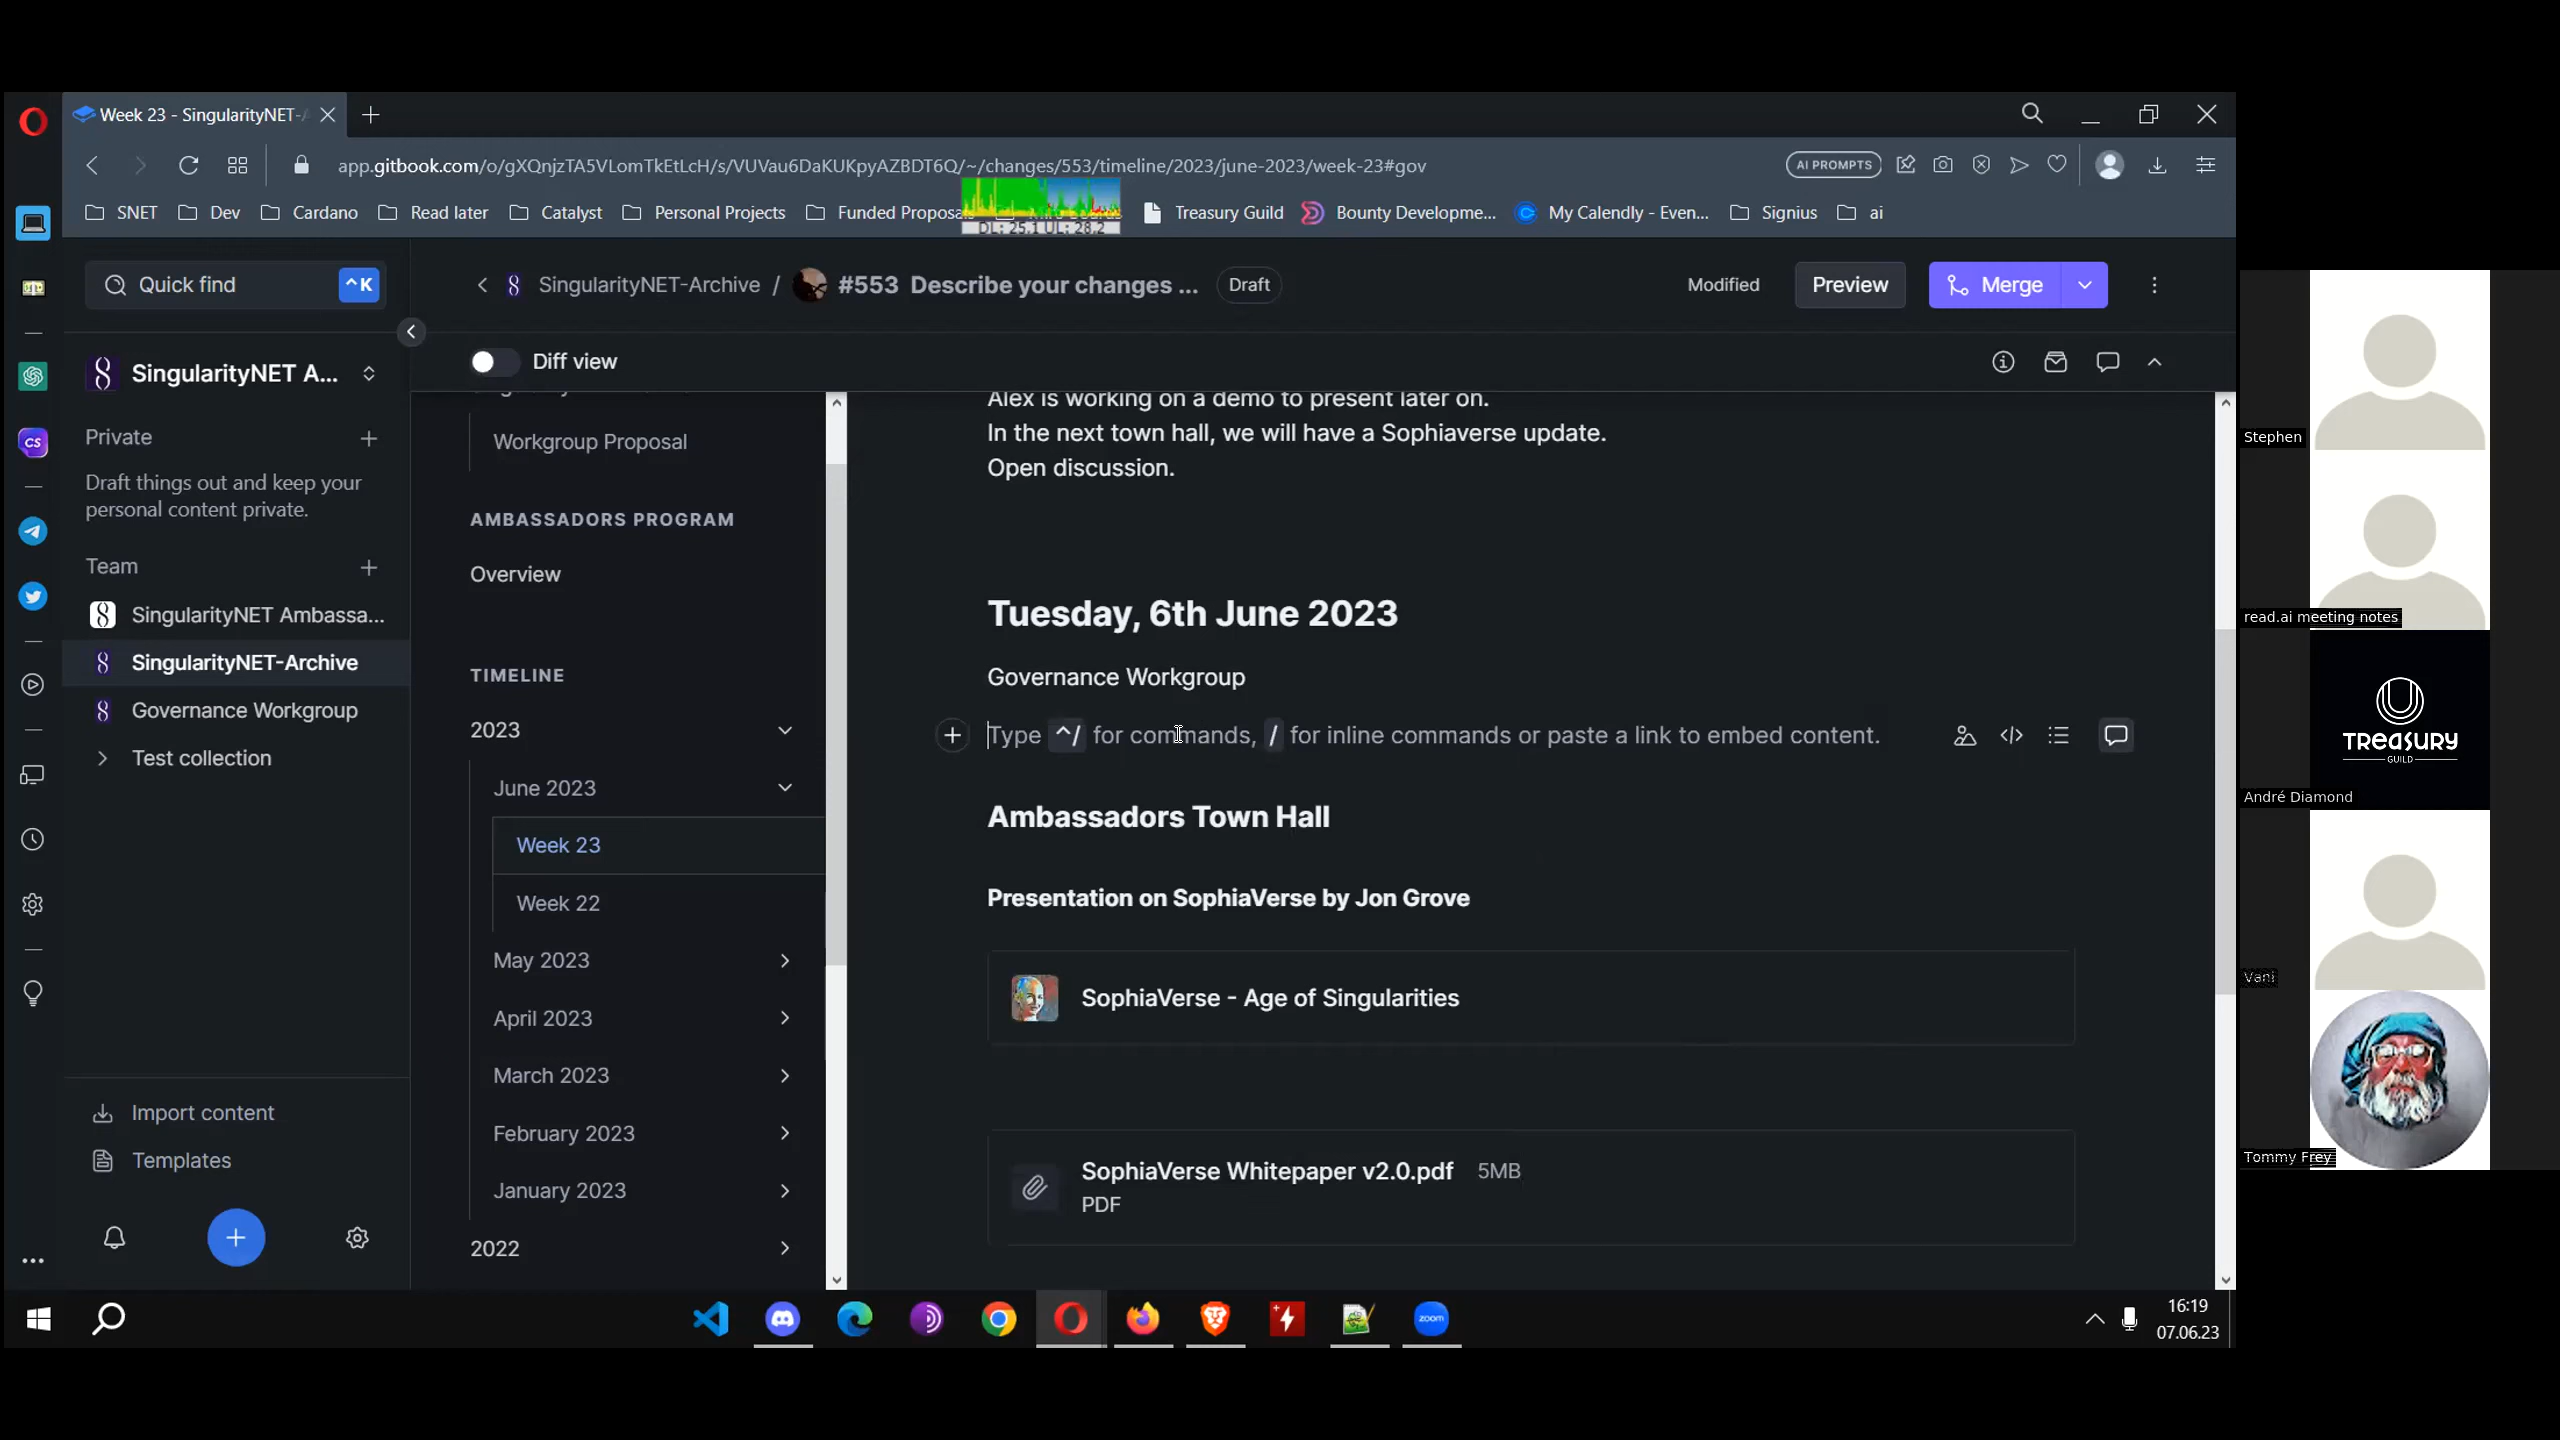 Week 23 - SingularityNET-
app.gitbook.com/o/gXQnjzTA5VLomTkEtLcH/s/VUVau6DaKUKpyAZBDT6Q/~/changes/553/timeline/2023/june-2023/week-23#gov
AI PROMPTS
SNET
Dev
Cardano
Read later
Catalyst
Personal Projects
Funded Proposa
Treasury Guild
Bounty Developme...
My Calendly - Even...
Signius
ai
DL: 25.1 UL: 28.2
Quick find
^K
SingularityNET-Archive / #553 Describe your changes ...
Draft
Modified
Preview
Merge
SingularityNET A...
Diff view
Private
Draft things out and keep your
personal content private.
Team
SingularityNET Ambassa...
SingularityNET-Archive
Governance Workgroup
Test collection
Import content
Templates
CS
Workgroup Proposal
AMBASSADORS PROGRAM
Overview
TIMELINE
2023
June 2023
Week 23
Week 22
May 2023
April 2023
March 2023
February 2023
January 2023
2022
Alex is working on a demo to present later on.
In the next town hall, we will have a Sophiaverse update.
Open discussion.
Tuesday, 6th June 2023
Governance Workgroup
Type ^/ for commands, / for inline commands or paste a link to embed content.
Ambassadors Town Hall
Presentation on SophiaVerse by Jon Grove
SophiaVerse - Age of Singularities
SophiaVerse Whitepaper v2.0.pdf 5MB
PDF
Stephen
read.ai meeting notes
TREASURY
GUILD
André Diamond
Vani
Tommy Frey
zoom
16:19
07.06.23